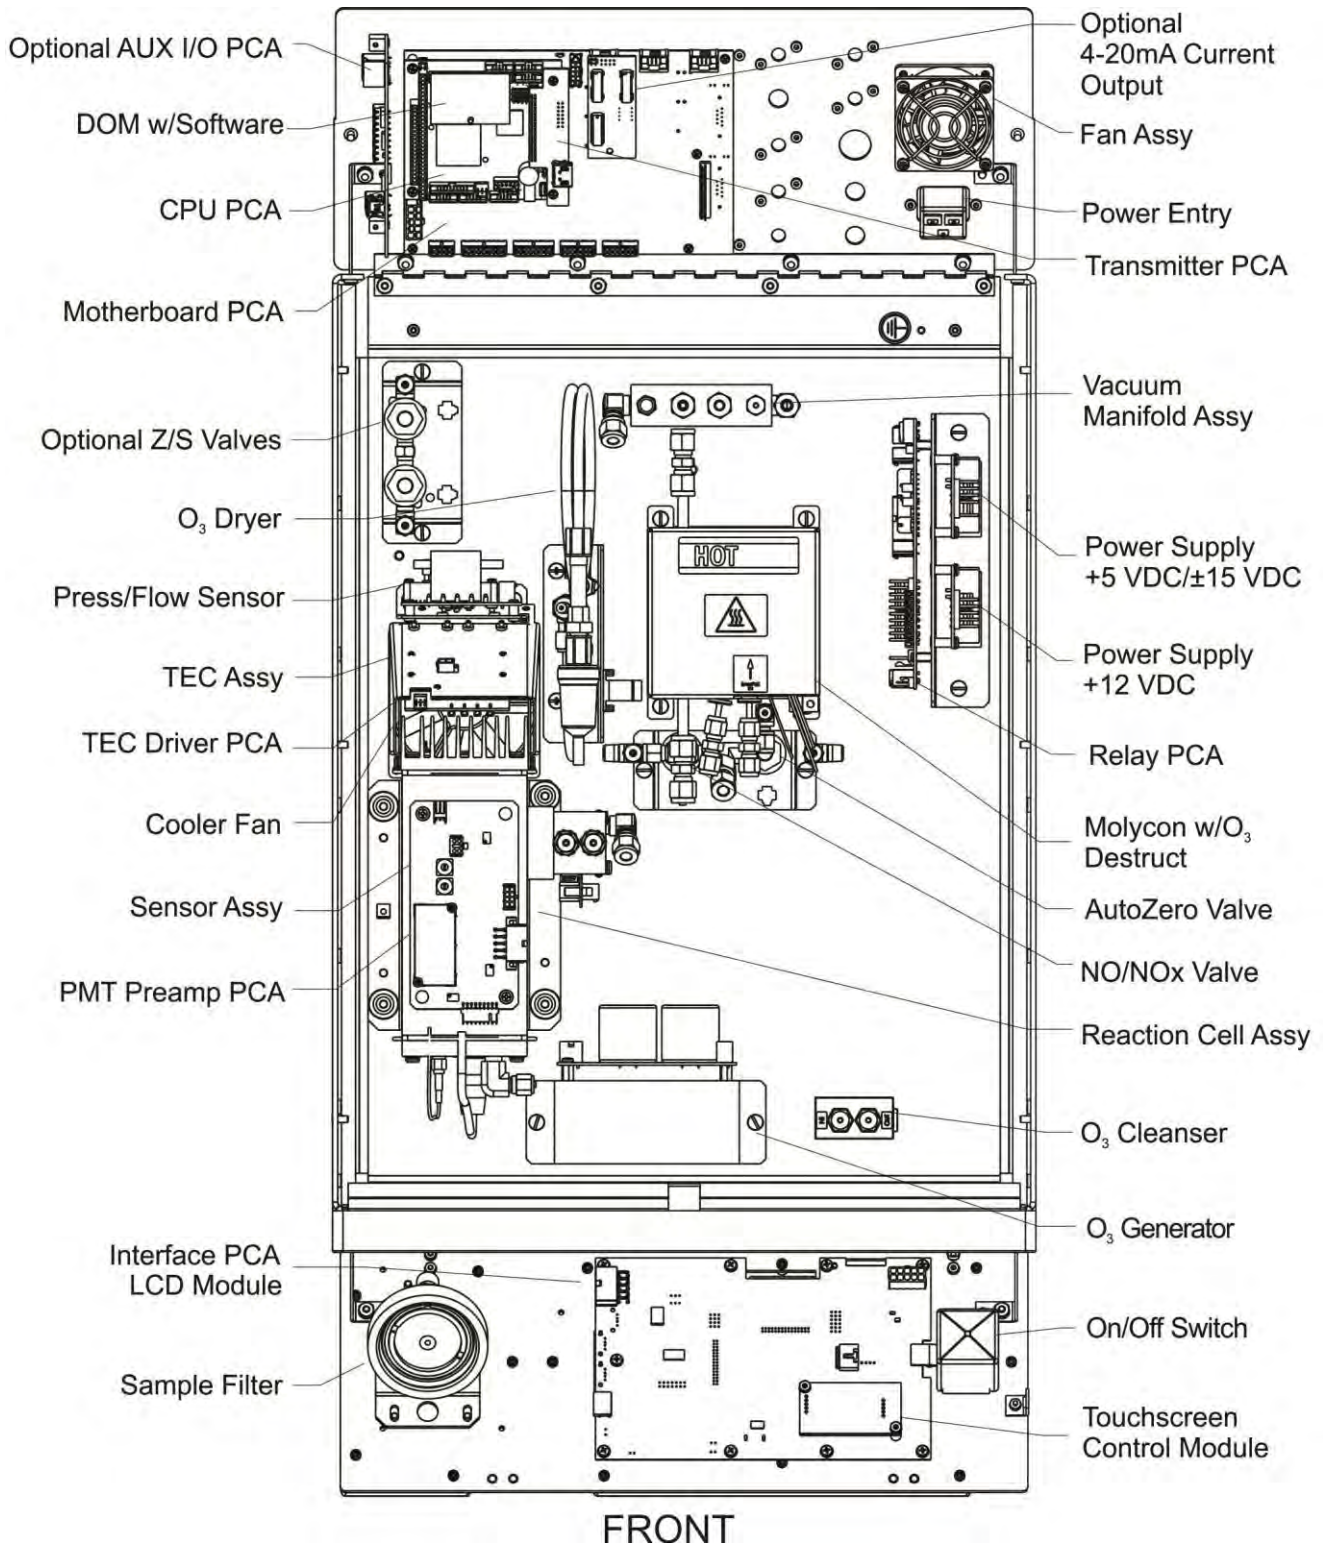 Optional AUX I/O PCA
DOM w/Software
CPU PCA
Motherboard PCA
Optional Z/S Valves
O₃ Dryer
Press/Flow Sensor
TEC Assy
TEC Driver PCA
Cooler Fan
Sensor Assy
PMT Preamp PCA
Interface PCA
LCD Module
Sample Filter
Optional
4-20mA Current
Output
Fan Assy
Power Entry
Transmitter PCA
Vacuum
Manifold Assy
Power Supply
+5 VDC/±15 VDC
Power Supply
+12 VDC
Relay PCA
Molycon w/O₃
Destruct
AutoZero Valve
NO/NOx Valve
Reaction Cell Assy
O₃ Cleanser
O₃ Generator
On/Off Switch
Touchscreen
Control Module
HOT
OUT
FRONT